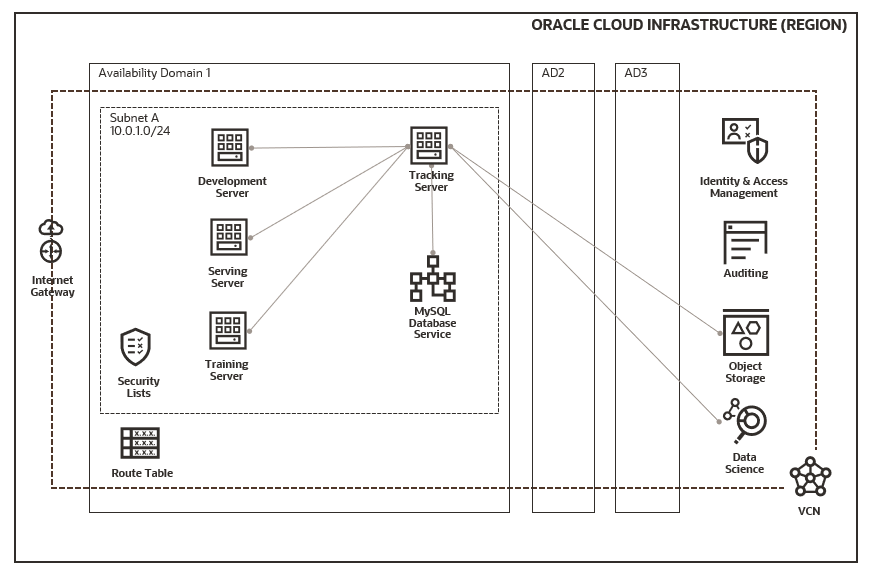 ORACLE CLOUD INFRASTRUCTURE (REGION)
Availability Domain 1
AD2
AD3
Subnet A
10.0.1.0/24
Development
Server
Tracking
Server
Identity & Access
Management
Serving
Server
Auditing
Internet
Gateway
MySQL
Database
Service
Training
Server
Object
Storage
Security
Lists
X.X.X.
X.X.X.
X.X.X.
Route Table
Data
Science
VCN